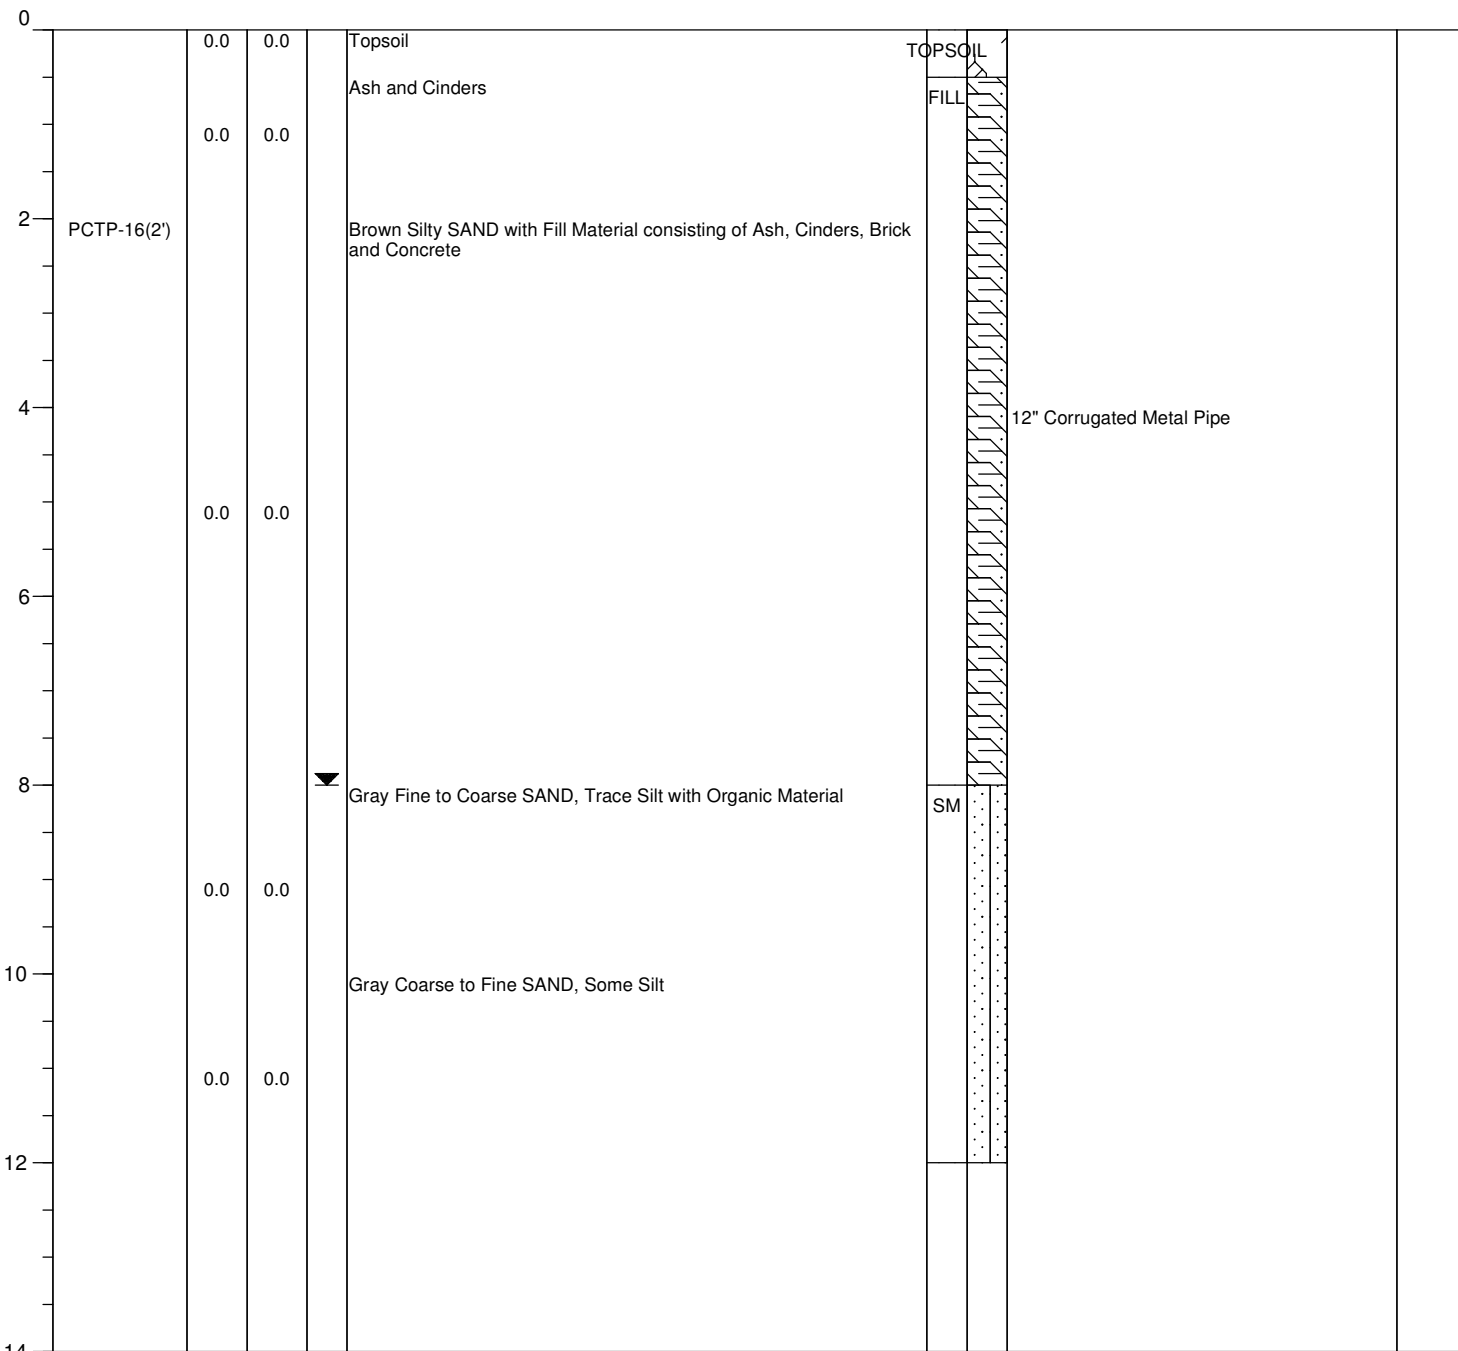 0
0.0 0.0 Topsoil TOPSOIL
Ash and Cinders FILL
0.0 0.0
2 PCTP-16(2') Brown Silty SAND with Fill Material consisting of Ash, Cinders, Brick
and Concrete
4 12" Corrugated Metal Pipe
0.0 0.0
6
8 Gray Fine to Coarse SAND, Trace Silt with Organic Material SM
0.0 0.0
10 Gray Coarse to Fine SAND, Some Silt
0.0 0.0
12
14